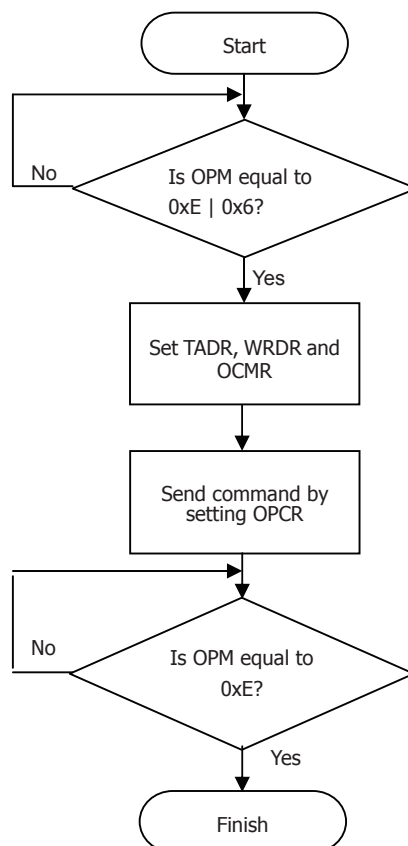 Start
No
Is OPM equal to
0xE | 0x6?
Yes
Set TADR, WRDR and
OCMR
Send command by
setting OPCR
No
Is OPM equal to
0xE?
Yes
Finish